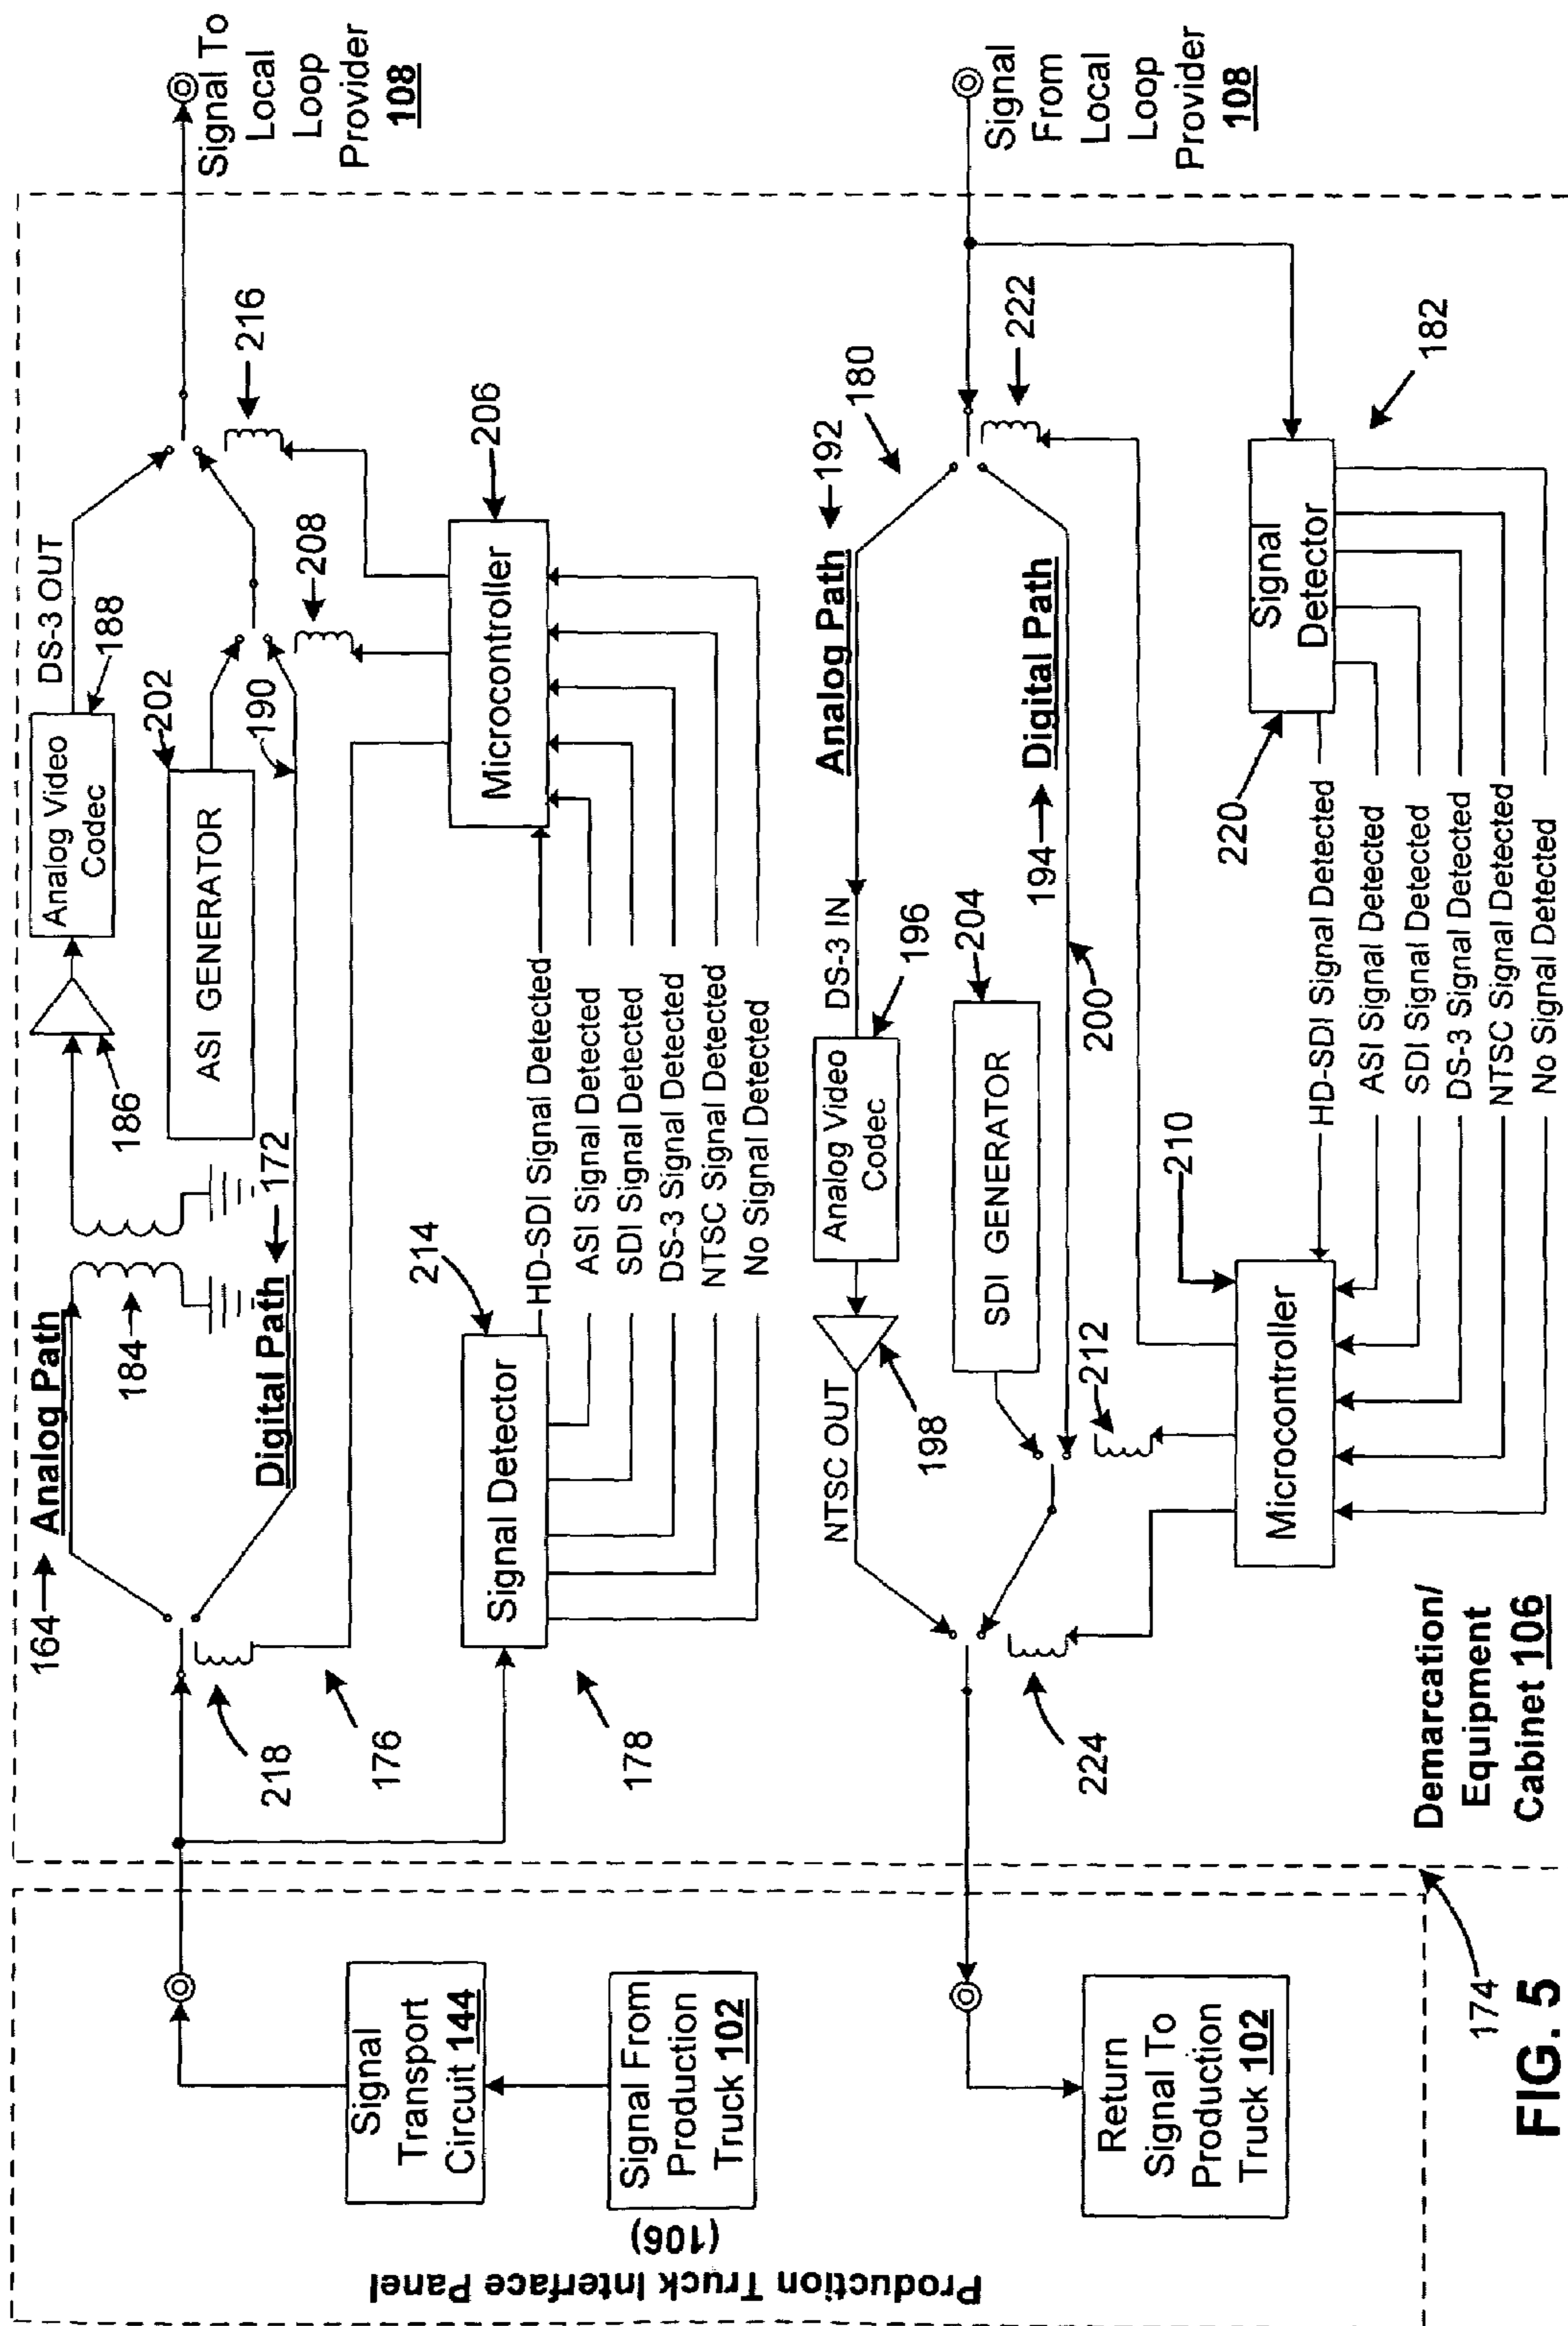 Production Truck Interface Panel
(106)
Signal
Transport
Circuit 144
Signal From
Production
Truck 102
Return
Signal To
Production
Truck 102
164
Analog Path
184
186
Analog Video
Codec
188
DS-3 OUT
ASI GENERATOR
202
190
Digital Path
172
208
216
218
176
Signal To
Local
Loop
Provider
108
Signal Detector
214
178
HD-SDI Signal Detected
ASI Signal Detected
SDI Signal Detected
DS-3 Signal Detected
NTSC Signal Detected
No Signal Detected
Microcontroller
206
NTSC OUT
198
Analog Video
Codec
196
DS-3 IN
Analog Path
192
180
SDI GENERATOR
204
200
194
Digital Path
212
222
224
Signal
From
Local
Loop
Provider
108
Microcontroller
210
HD-SDI Signal Detected
ASI Signal Detected
SDI Signal Detected
DS-3 Signal Detected
NTSC Signal Detected
No Signal Detected
Signal
Detector
220
182
Demarcation/
Equipment
Cabinet 106
174
FIG. 5